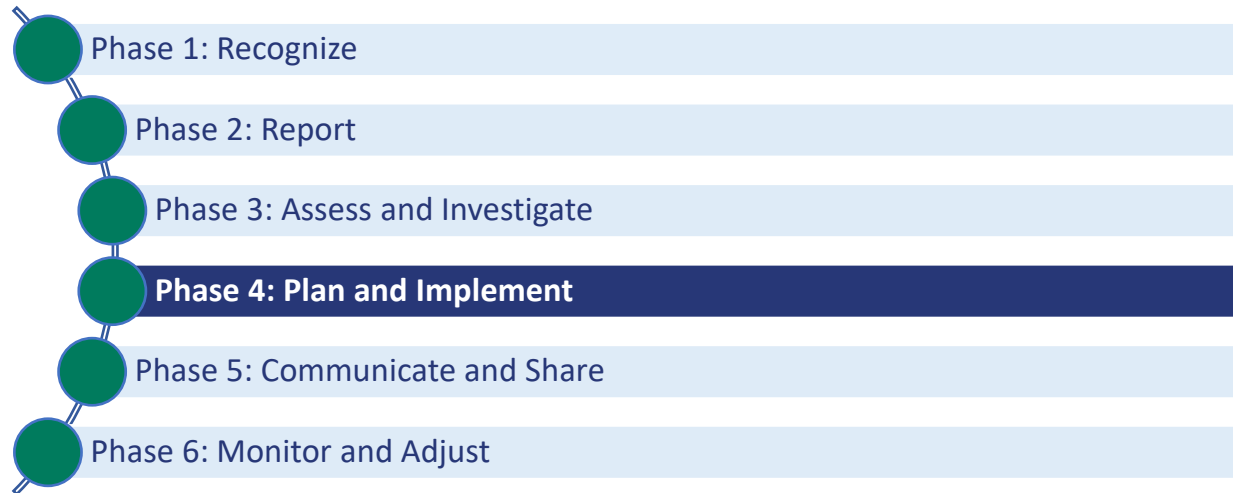 Phase 1: Recognize
Phase 2: Report
Phase 3: Assess and Investigate
Phase 4: Plan and Implement
Phase 5: Communicate and Share
Phase 6: Monitor and Adjust